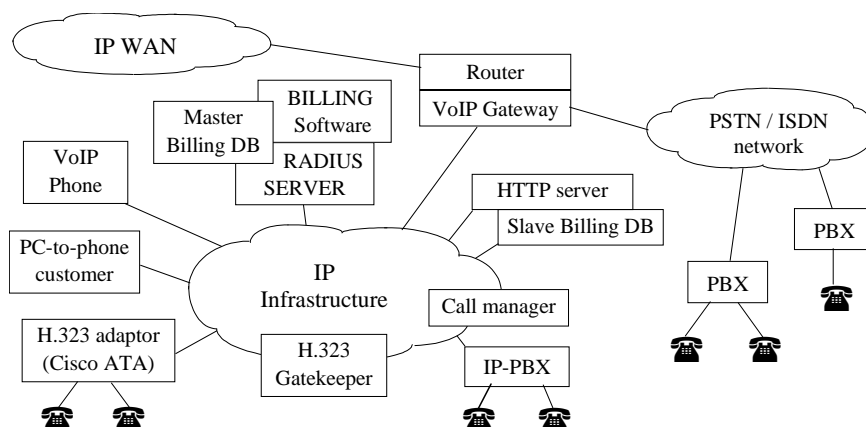 IP WAN
Router
VoIP Gateway
BILLING
Software
Master
Billing DB
RADIUS
SERVER
PSTN / ISDN
network
VoIP
Phone
HTTP server
Slave Billing DB
PBX
PC-to-phone
customer
IP
Infrastructure
PBX
Call manager
H.323 adaptor
(Cisco ATA)
H.323
Gatekeeper
IP-PBX